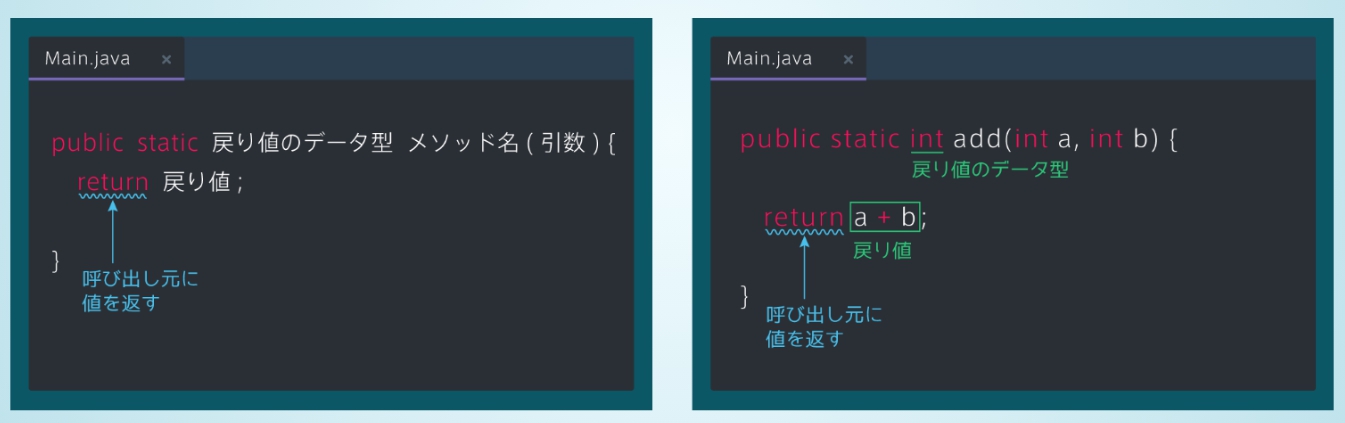 Main.java ×
public static 戻り値のデータ型 メソッド名 ( 引数 ) {
return 戻り値 ;
}
呼び出し元に
値を返す
Main.java ×
public static int add(int a, int b) {
戻り値のデータ型
return a + b;
戻り値
}
呼び出し元に
値を返す